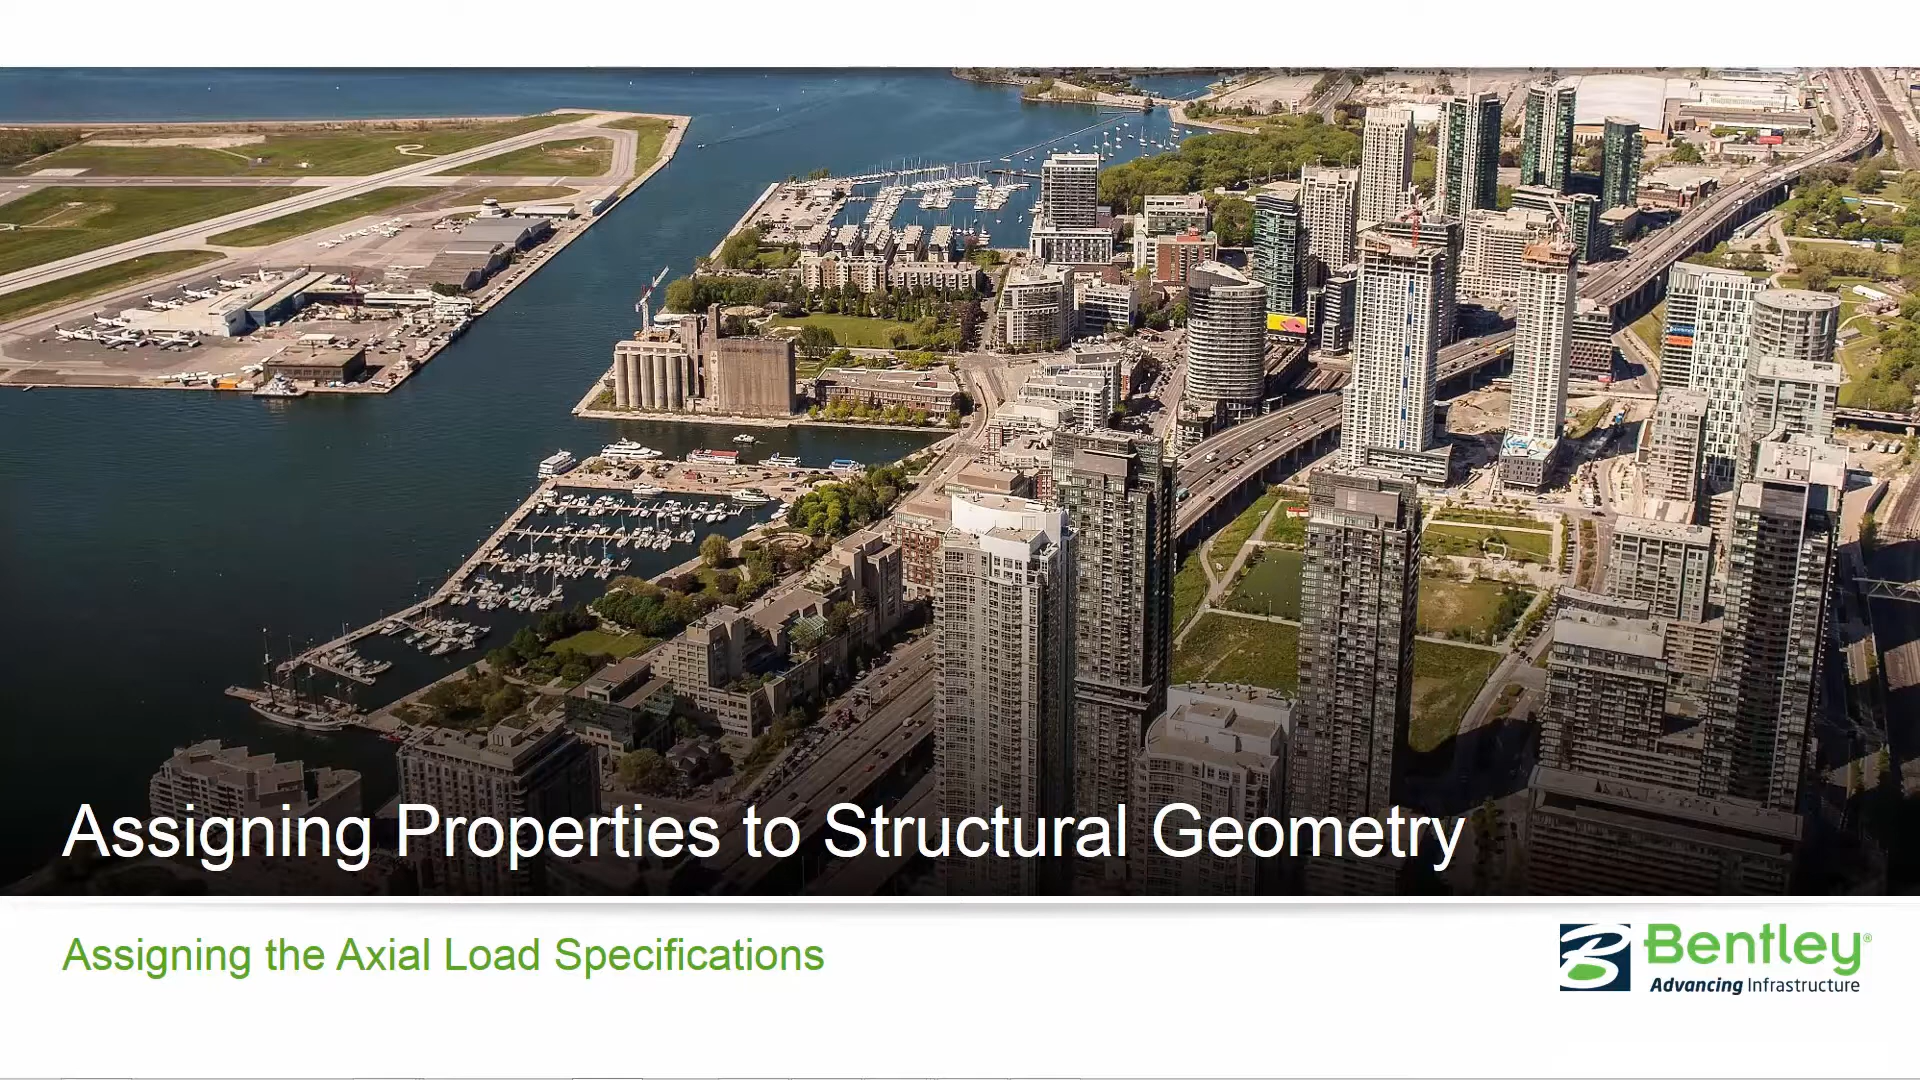 Assigning Properties to Structural Geometry
Assigning the Axial Load Specifications
Bentley®
Advancing Infrastructure